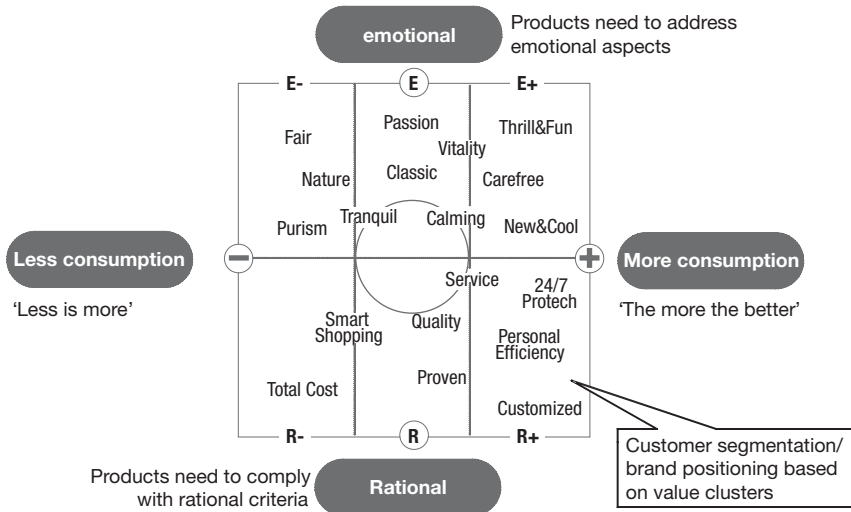 emotional
Products need to address
emotional aspects
E-
E
E+
Passion
Thrill&Fun
Fair
Vitality
Classic
Nature
Carefree
Tranquil
Calming
Purism
New&Cool
Less consumption
−
+
More consumption
'Less is more'
'The more the better'
Service
24/7
Protech
Smart
Shopping
Quality
Personal
Efficiency
Proven
Total Cost
Customized
R-
R
R+
Customer segmentation/
brand positioning based
on value clusters
Products need to comply
with rational criteria
Rational